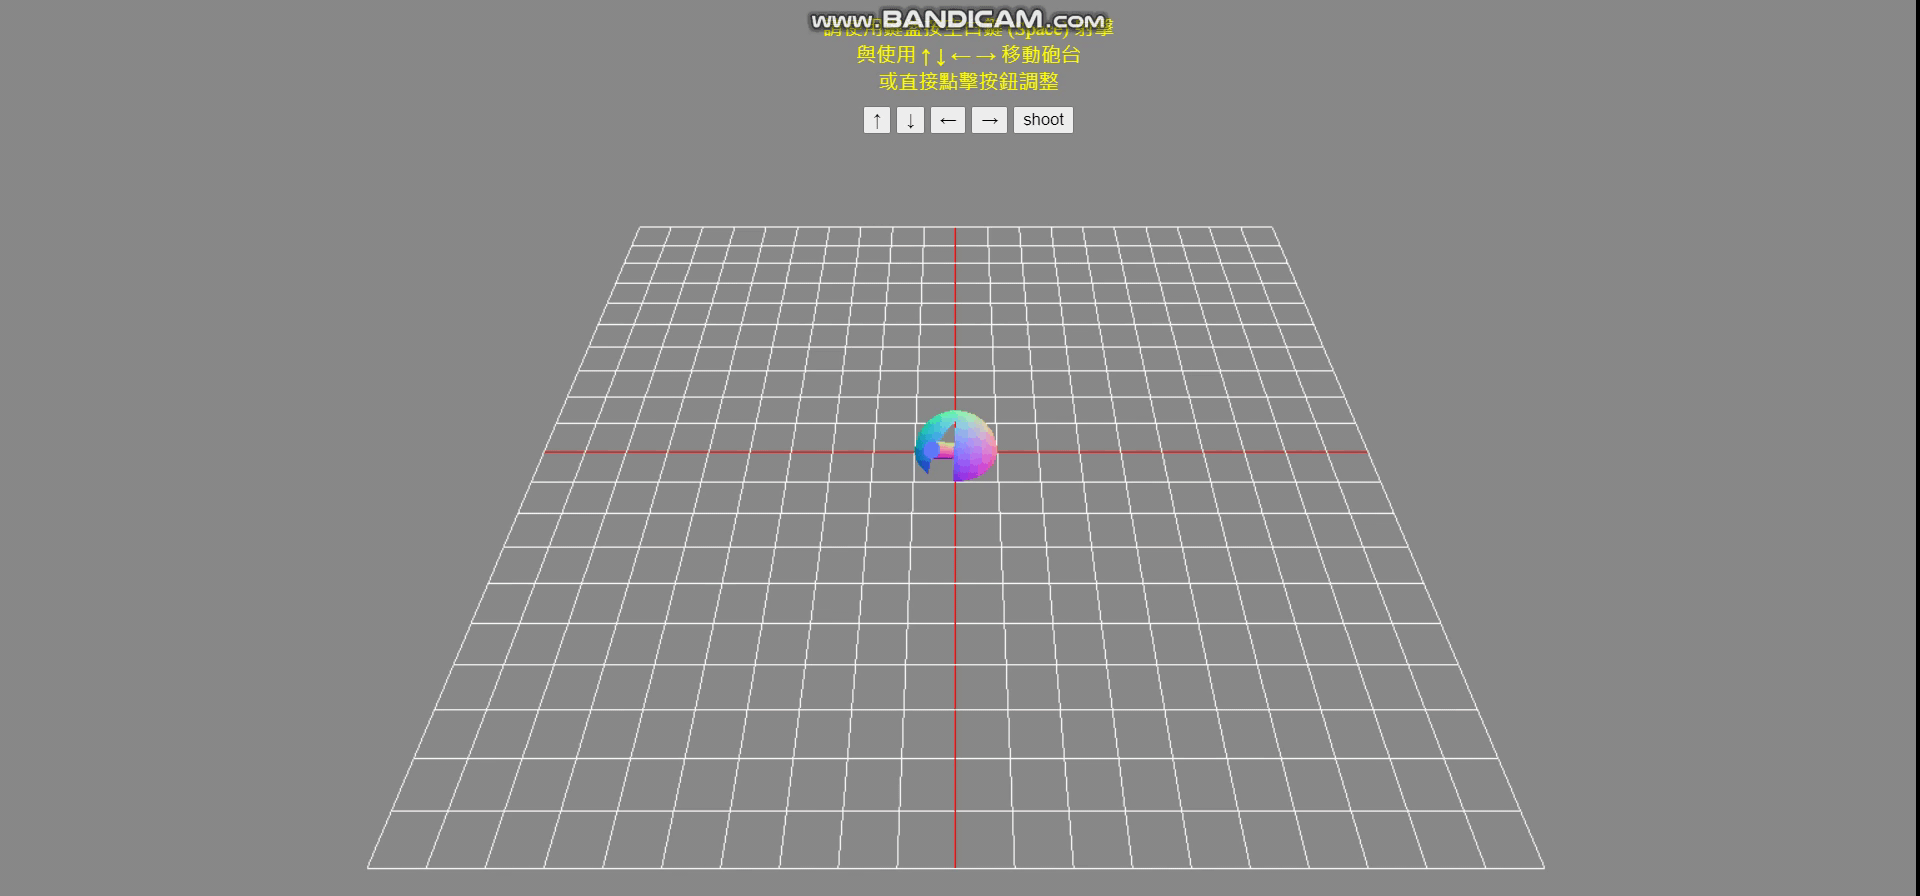 www.BANDICAM.com
請使用鍵盤按空白鍵 (Space) 射擊
與使用↑↓←→移動砲台
或直接點擊按鈕調整
↑ ↓ ← → shoot